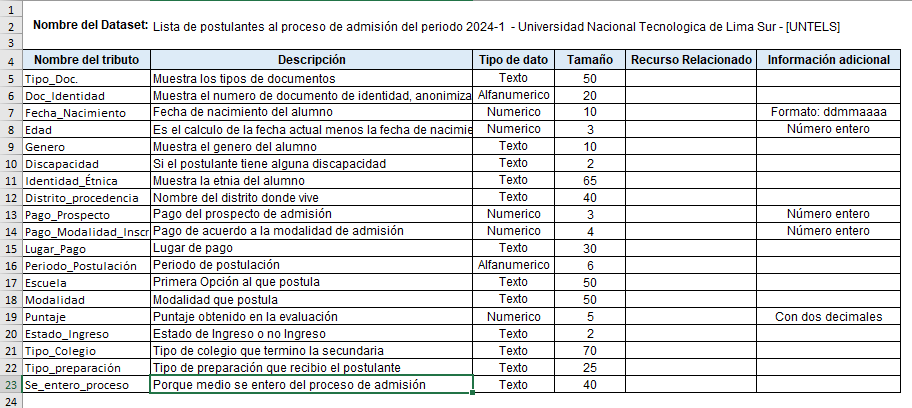 1
2 Nombre del Dataset: Lista de postulantes al proceso de admisión del periodo 2024-1 - Universidad Nacional Tecnologica de Lima Sur - [UNTELS]
3
4 Nombre del tributo Descripción Tipo de dato Tamaño Recurso Relacionado Información adicional
5 Tipo_Doc. Muestra los tipos de documentos Texto 50
6 Doc_Identidad Muestra el numero de documento de identidad, anonimiza Alfanumerico 20
7 Fecha_Nacimiento Fecha de nacimiento del alumno Numerico 10 Formato: ddmmaaaa
8 Edad Es el calculo de la fecha actual menos la fecha de nacimie Numerico 3 Número entero
9 Genero Muestra el genero del alumno Texto 10
10 Discapacidad Si el postulante tiene alguna discapacidad Texto 2
11 Identidad_Étnica Muestra la etnia del alumno Texto 65
12 Distrito_procedencia Nombre del distrito donde vive Texto 40
13 Pago_Prospecto Pago del prospecto de admisión Numerico 3 Número entero
14 Pago_Modalidad_Inscr Pago de acuerdo a la modalidad de admisión Numerico 4 Número entero
15 Lugar_Pago Lugar de pago Texto 30
16 Periodo_Postulación Periodo de postulación Alfanumerico 6
17 Escuela Primera Opción al que postula Texto 50
18 Modalidad Modalidad que postula Texto 50
19 Puntaje Puntaje obtenido en la evaluación Numerico 5 Con dos decimales
20 Estado_Ingreso Estado de Ingreso o no Ingreso Texto 2
21 Tipo_Colegio Tipo de colegio que termino la secundaria Texto 70
22 Tipo_preparación Tipo de preparación que recibio el postulante Texto 25
23 Se_entero_proceso Porque medio se entero del proceso de admisión Texto 40
24